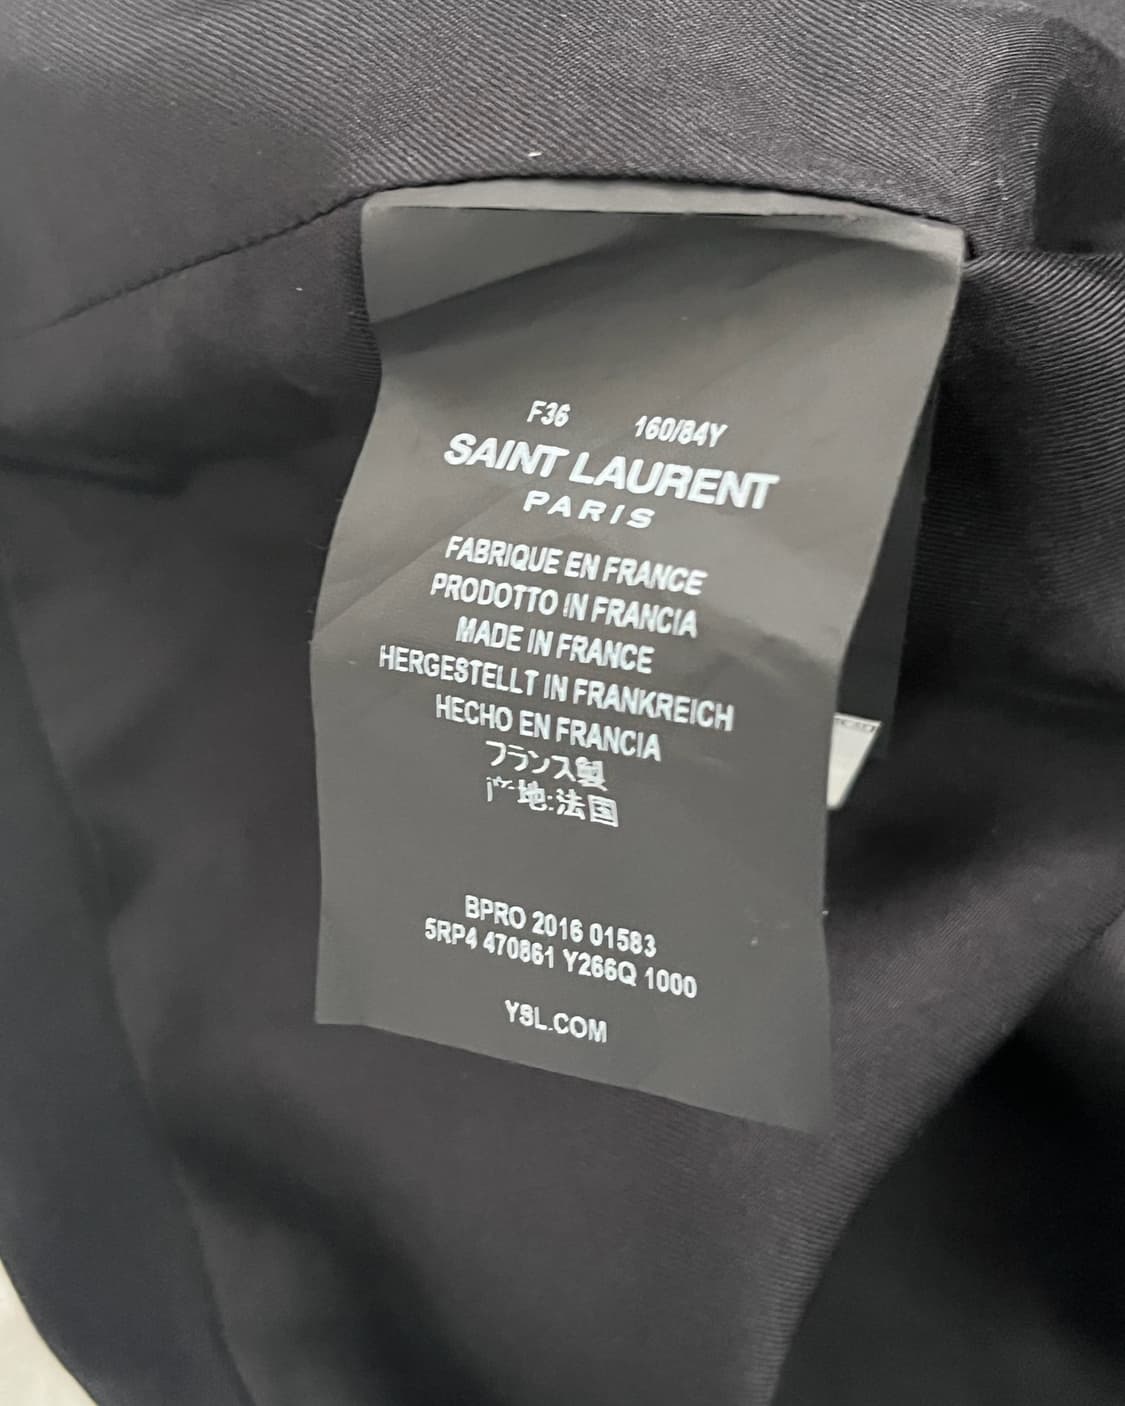 F36 160/84Y
SAINT LAURENT
PARIS
FABRIQUE EN FRANCE
PRODOTTO IN FRANCIA
MADE IN FRANCE
HERGESTELLT IN FRANKREICH
HECHO EN FRANCIA
フランス製
产地:法国
BPRO 2016 01583
5RP4 470861 Y266Q 1000
YSL.COM